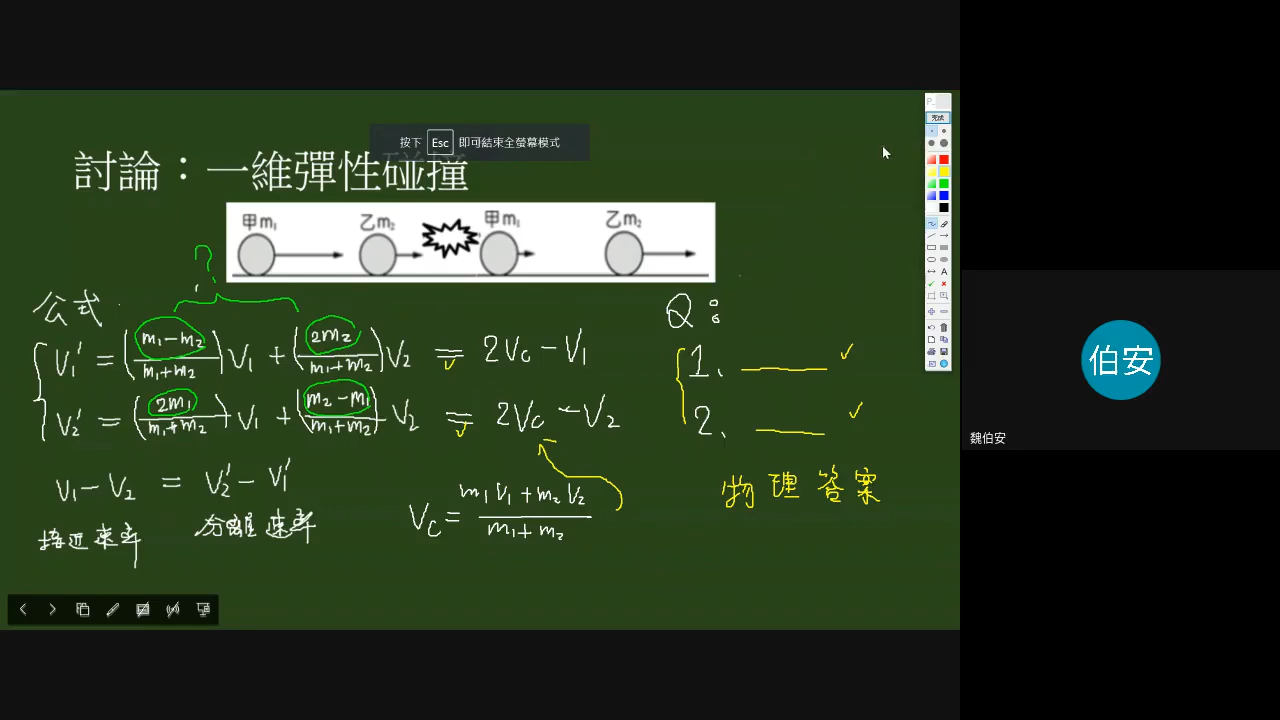 按下 Esc 即可結束全螢幕模式
討論：一維彈性碰撞
甲m₁ 乙m₂ 甲m₁ 乙m₂
?
公式
V₁' = (m₁-m₂/m₁+m₂) V₁ + (2m₂/m₁+m₂) V₂ = 2Vc - V₁
V₂' = (2m₁/m₁+m₂) V₁ + (m₂-m₁/m₁+m₂) V₂ = 2Vc - V₂
V₁ - V₂ = V₂' - V₁'
接近速率 分離速率
Vc = m₁V₁+m₂V₂/m₁+m₂
Q:
1. ✓
2. ✓
物理答案
完成
A
伯安
魏伯安